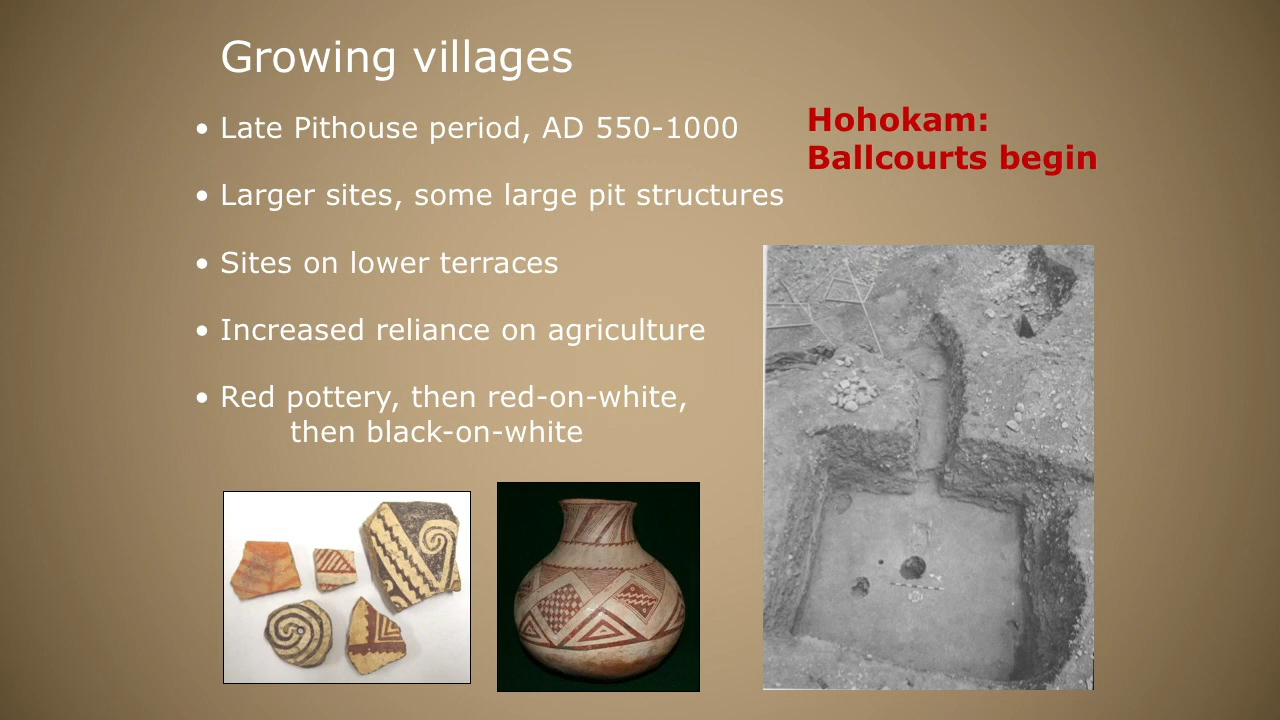 Growing villages
• Late Pithouse period, AD 550-1000
Hohokam:
Ballcourts begin
• Larger sites, some large pit structures
• Sites on lower terraces
• Increased reliance on agriculture
• Red pottery, then red-on-white,
then black-on-white